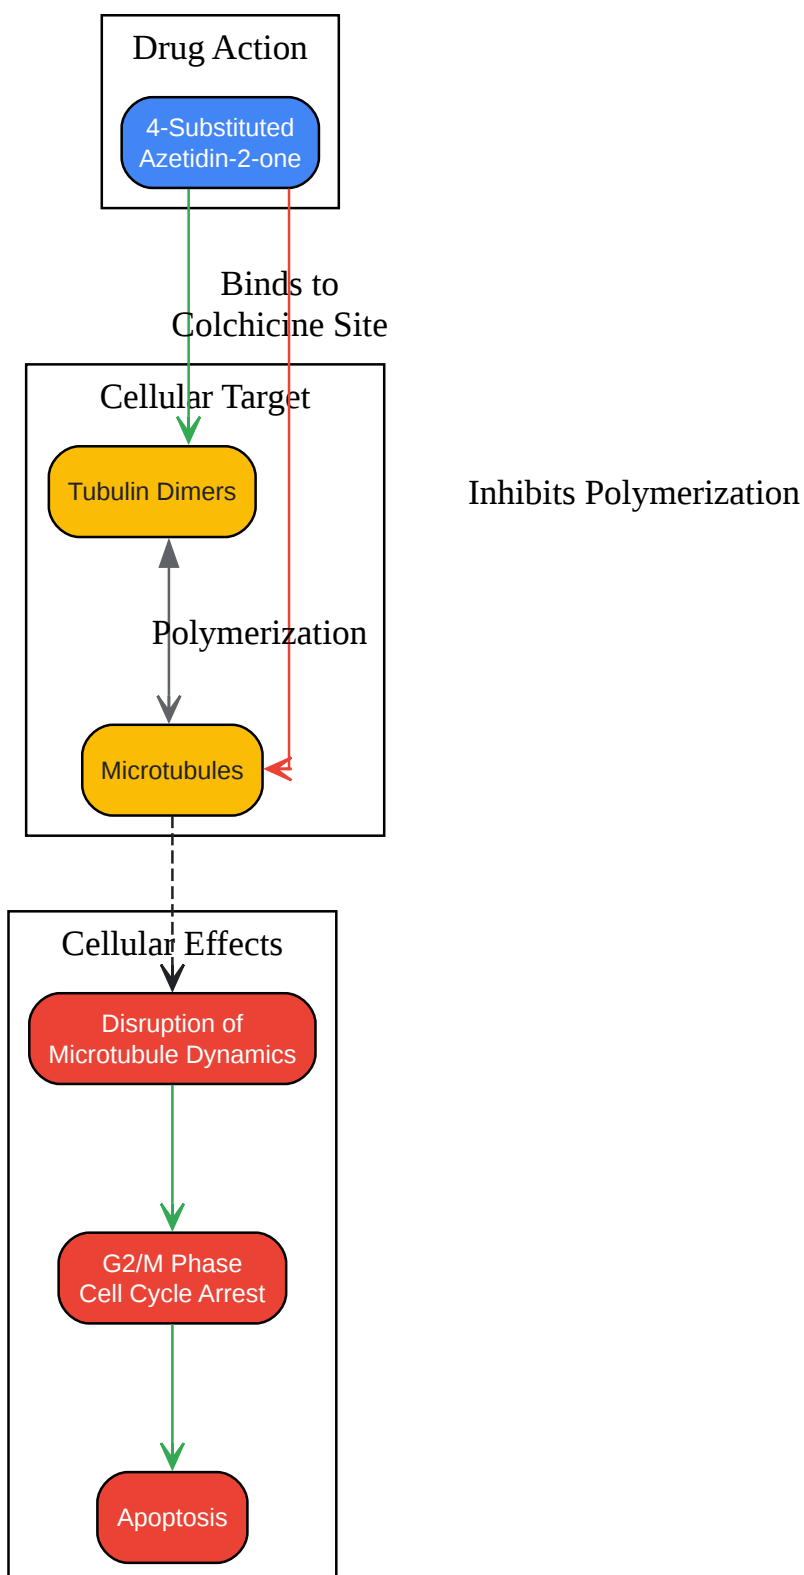 Drug Action
4-Substituted
Azetidin-2-one
Binds to
Colchicine Site
Cellular Target
Tubulin Dimers
Inhibits Polymerization
Polymerization
Microtubules
Cellular Effects
Disruption of
Microtubule Dynamics
G2/M Phase
Cell Cycle Arrest
Apoptosis